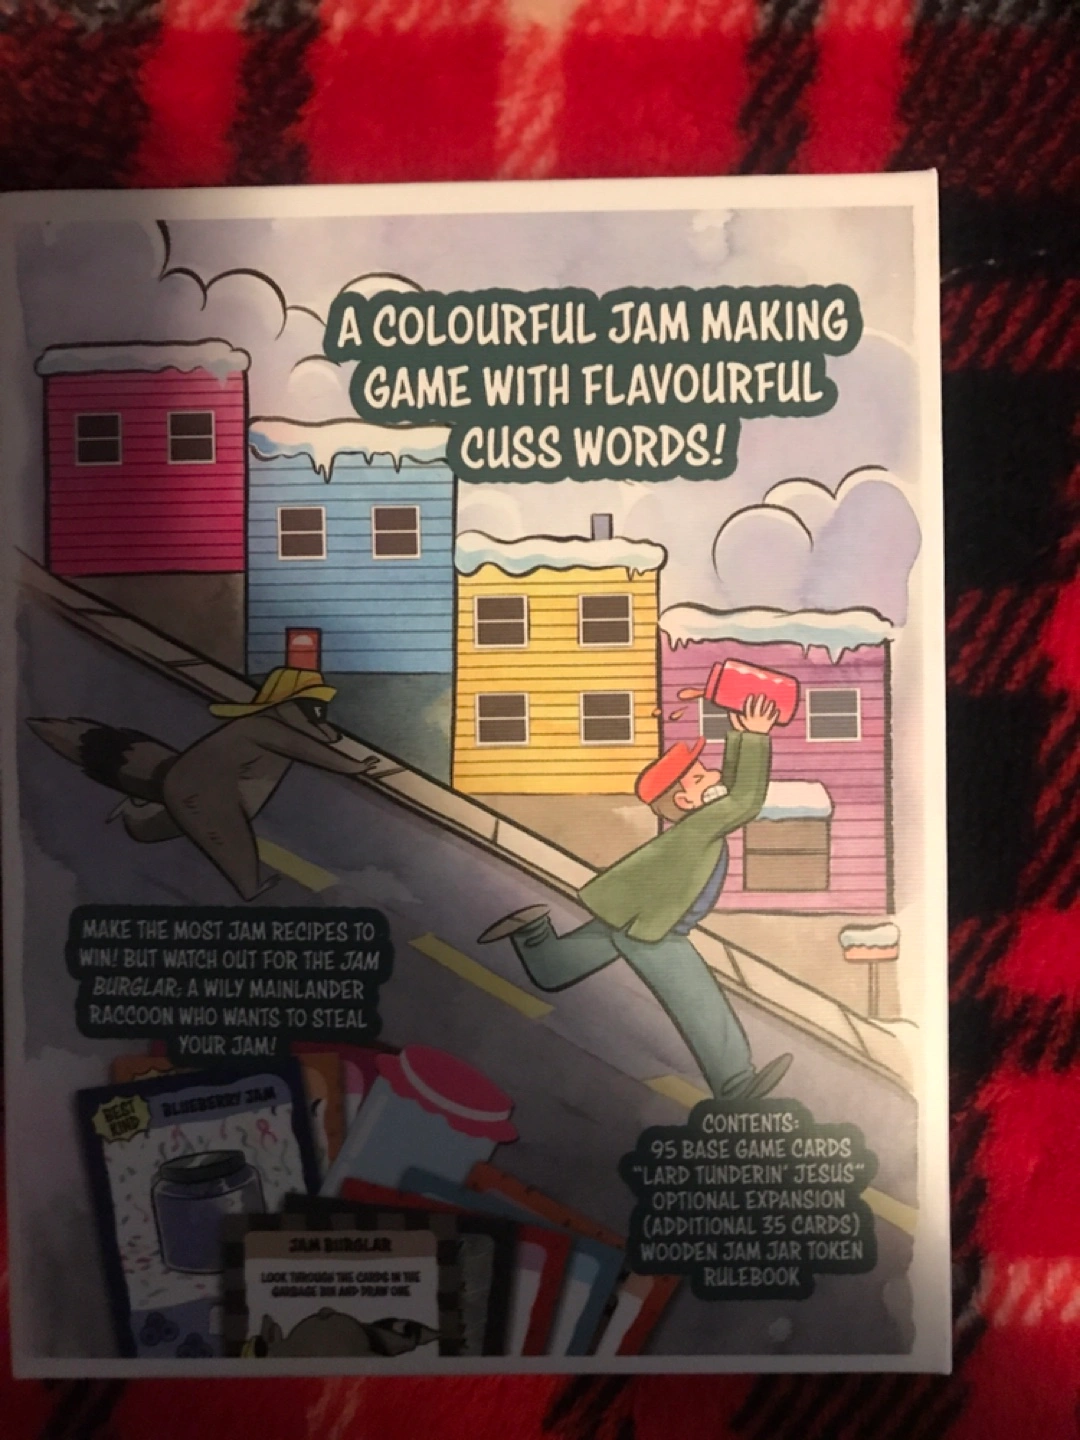 A COLOURFUL JAM MAKING
GAME WITH FLAVOURFUL
CUSS WORDS!
MAKE THE MOST JAM RECIPES TO
WIN! BUT WATCH OUT FOR THE JAM
BURGLAR; A WILY MAINLANDER
RACCOON WHO WANTS TO STEAL
YOUR JAM!
BEST
KIND
BLUEBERRY JAM
JAM BURGLAR
LOOK THROUGH THE CARDS IN THE
GARBAGE BIN AND DRAW ONE
CONTENTS:
95 BASE GAME CARDS
"LARD TUNDERIN' JESUS"
OPTIONAL EXPANSION
(ADDITIONAL 35 CARDS)
WOODEN JAM JAR TOKEN
RULEBOOK